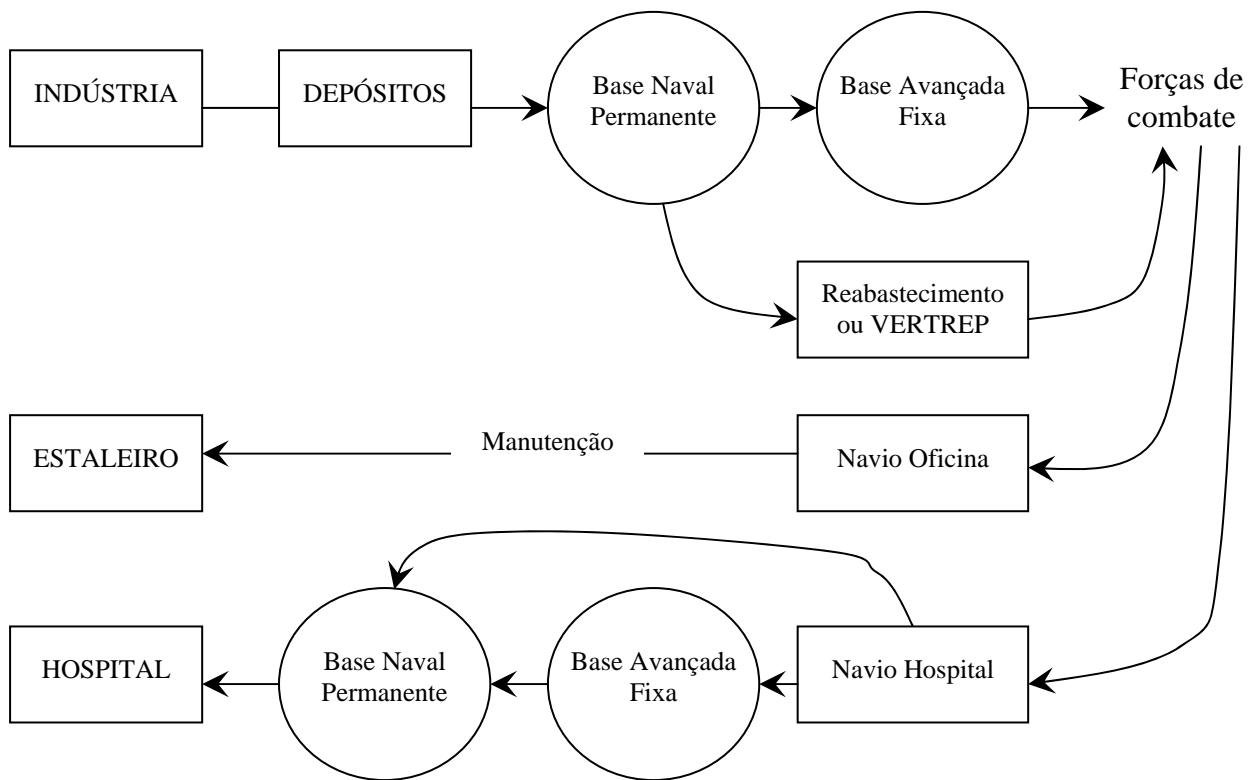 INDÚSTRIA
DEPÓSITOS
Base Naval
Permanente
Base Avançada
Fixa
Forças de
combate
Reabastecimento
ou VERTREP
ESTALEIRO
Manutenção
Navio Oficina
HOSPITAL
Base Naval
Permanente
Base Avançada
Fixa
Navio Hospital